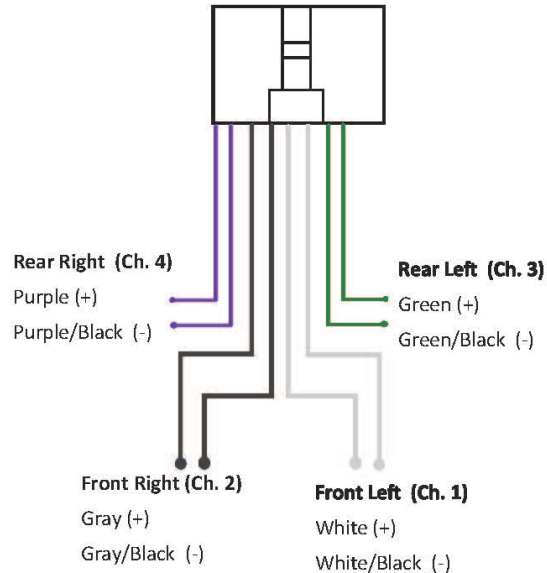 Rear Right (Ch. 4)
Purple (+)
Purple/Black (-)
Rear Left (Ch. 3)
Green (+)
Green/Black (-)
Front Right (Ch. 2)
Gray (+)
Gray/Black (-)
Front Left (Ch. 1)
White (+)
White/Black (-)